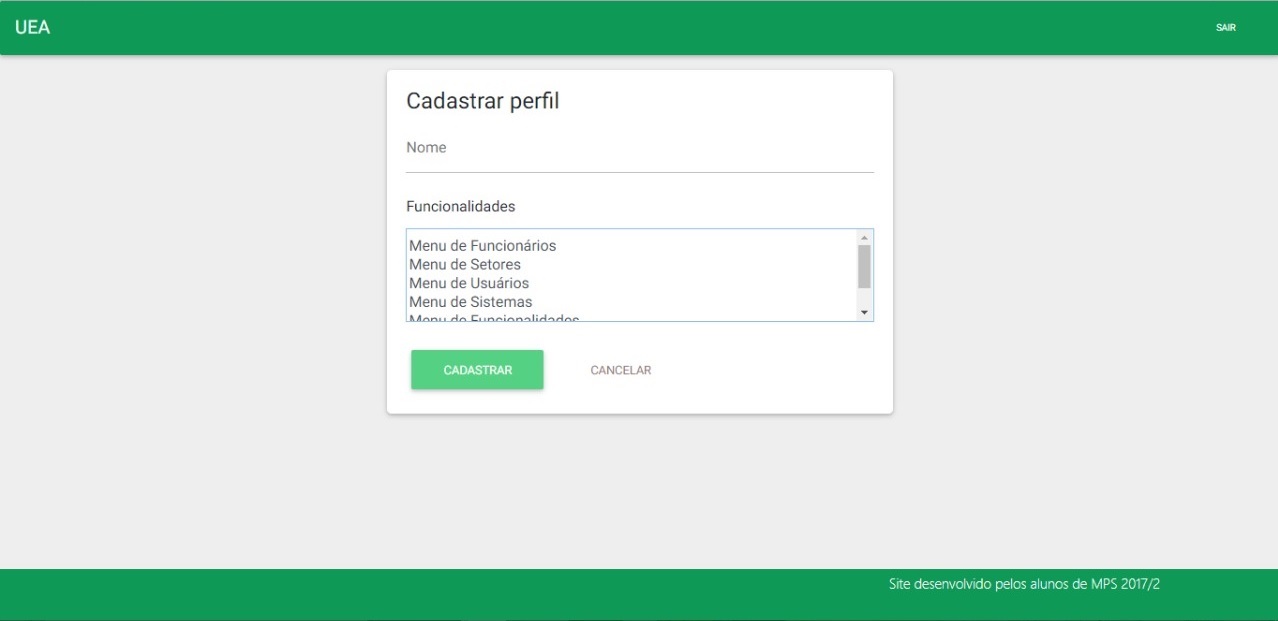 UEA
SAIR
Cadastrar perfil
Nome
Funcionalidades
Menu de Funcionários
Menu de Setores
Menu de Usuários
Menu de Sistemas
Menu de Funcionalidades
CADASTRAR
CANCELAR
Site desenvolvido pelos alunos de MPS 2017/2